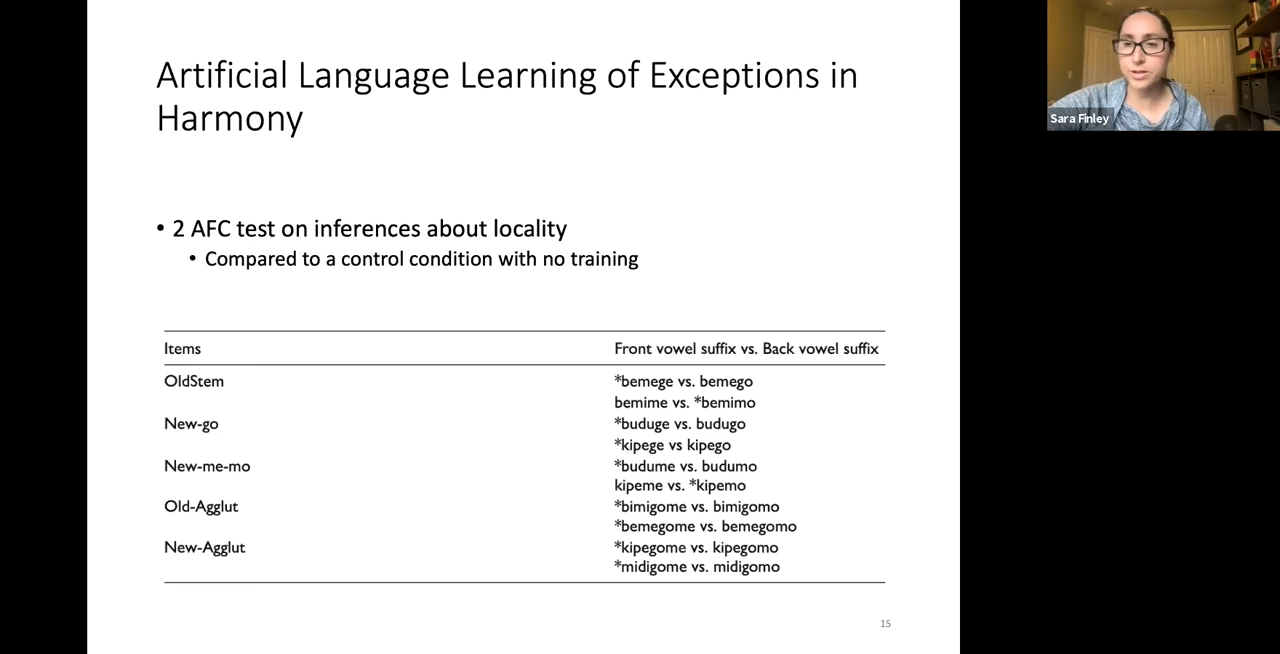 Artificial Language Learning of Exceptions in
Harmony
• 2 AFC test on inferences about locality
• Compared to a control condition with no training
Items Front vowel suffix vs. Back vowel suffix
OldStem *bemege vs. bemego
bemime vs. *bemimo
New-go *buduge vs. budugo
*kipege vs kipego
New-me-mo *budume vs. budumo
kipeme vs. *kipemo
Old-Agglut *bimigome vs. bimigomo
*bemegome vs. bemegomo
New-Agglut *kipegome vs. kipegomo
*midigome vs. midigomo
15
Sara Finley